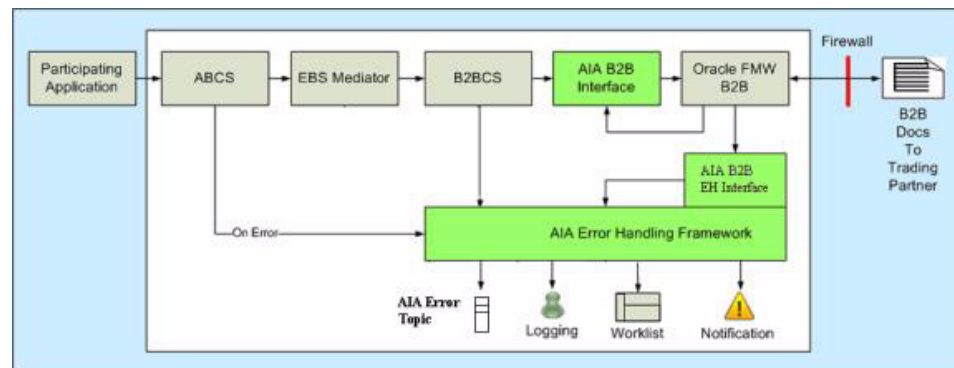 Firewall
Participating
Application
ABCS
EBS Mediator
B2BCS
AIA B2B
Interface
Oracle FMW
B2B
B2B
Docs
To
Trading
Partner
AIA B2B
EH Interface
On Error
AIA Error Handling Framework
AIA Error
Topic
Logging
Worklist
Notification